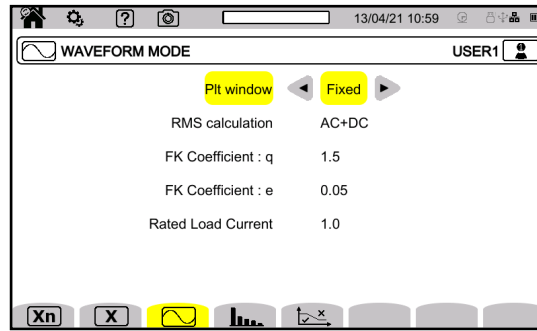 ?
13/04/21 10:59
WAVEFORM MODE
USER1
Plt window Fixed
RMS calculation AC+DC
FK Coefficient : q 1.5
FK Coefficient : e 0.05
Rated Load Current 1.0
Xn X